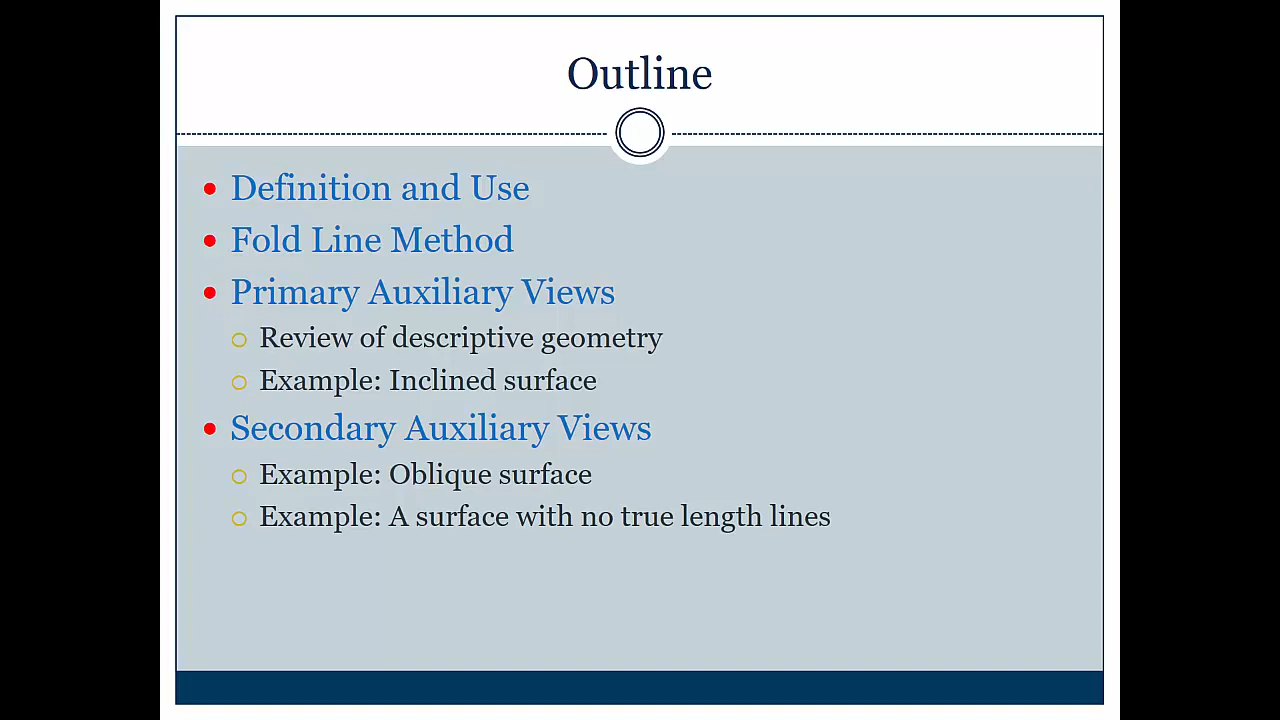 Outline
Definition and Use
Fold Line Method
Primary Auxiliary Views
Review of descriptive geometry
Example: Inclined surface
Secondary Auxiliary Views
Example: Oblique surface
Example: A surface with no true length lines